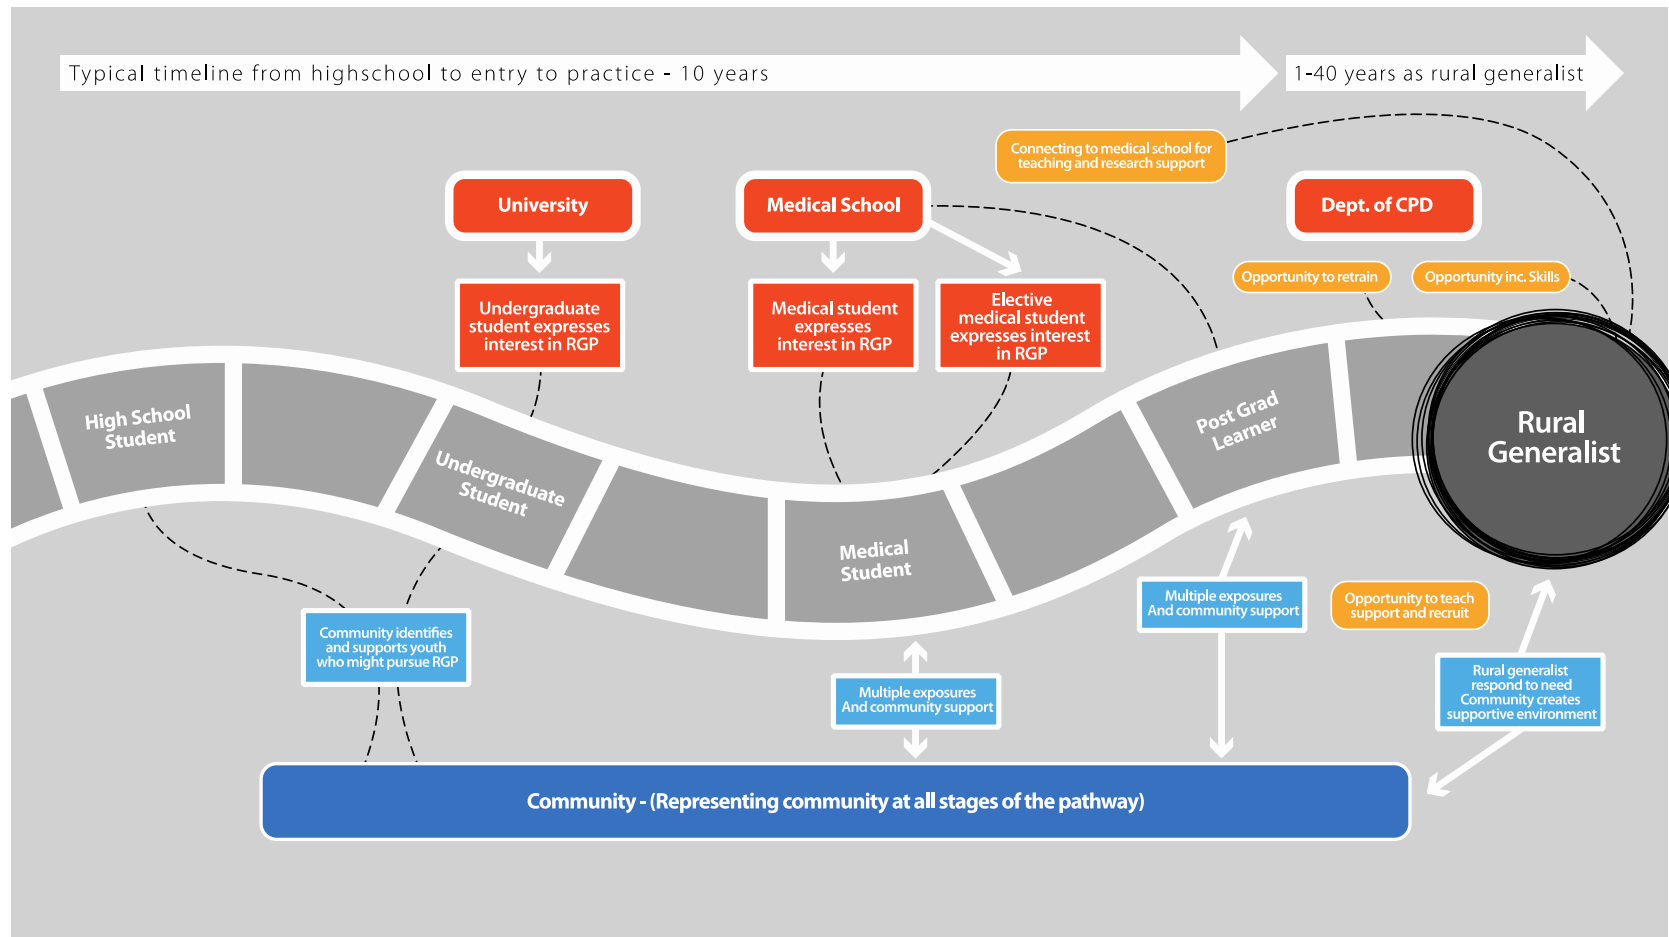 Typical timeline from highschool to entry to practice - 10 years
1-40 years as rural generalist
Connecting to medical school for
teaching and research support
University
Medical School
Dept. of CPD
Opportunity to retrain
Opportunity inc. Skills
Undergraduate
student expresses
interest in RGP
Medical student
expresses
interest in RGP
Elective
medical student
expresses interest
in RGP
High School
Student
Undergraduate
Student
Medical
Student
Post Grad
Learner
Rural
Generalist
Community identifies
and supports youth
who might pursue RGP
Multiple exposures
And community support
Multiple exposures
And community support
Opportunity to teach
support and recruit
Rural generalist
respond to need
Community creates
supportive environment
Community - (Representing community at all stages of the pathway)